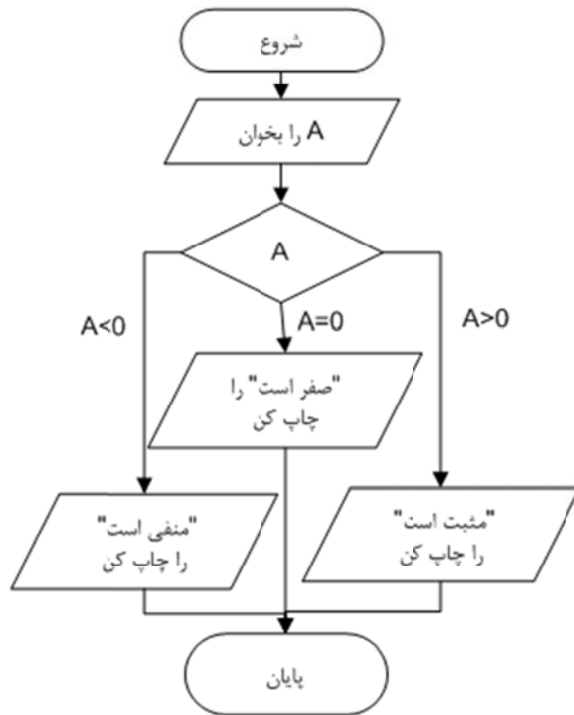 شروع
A را بخوان
A
A<0
A=0
A>0
"صفر است" را
چاپ کن
"منفی است"
را چاپ کن
"مثبت است"
را چاپ کن
پایان